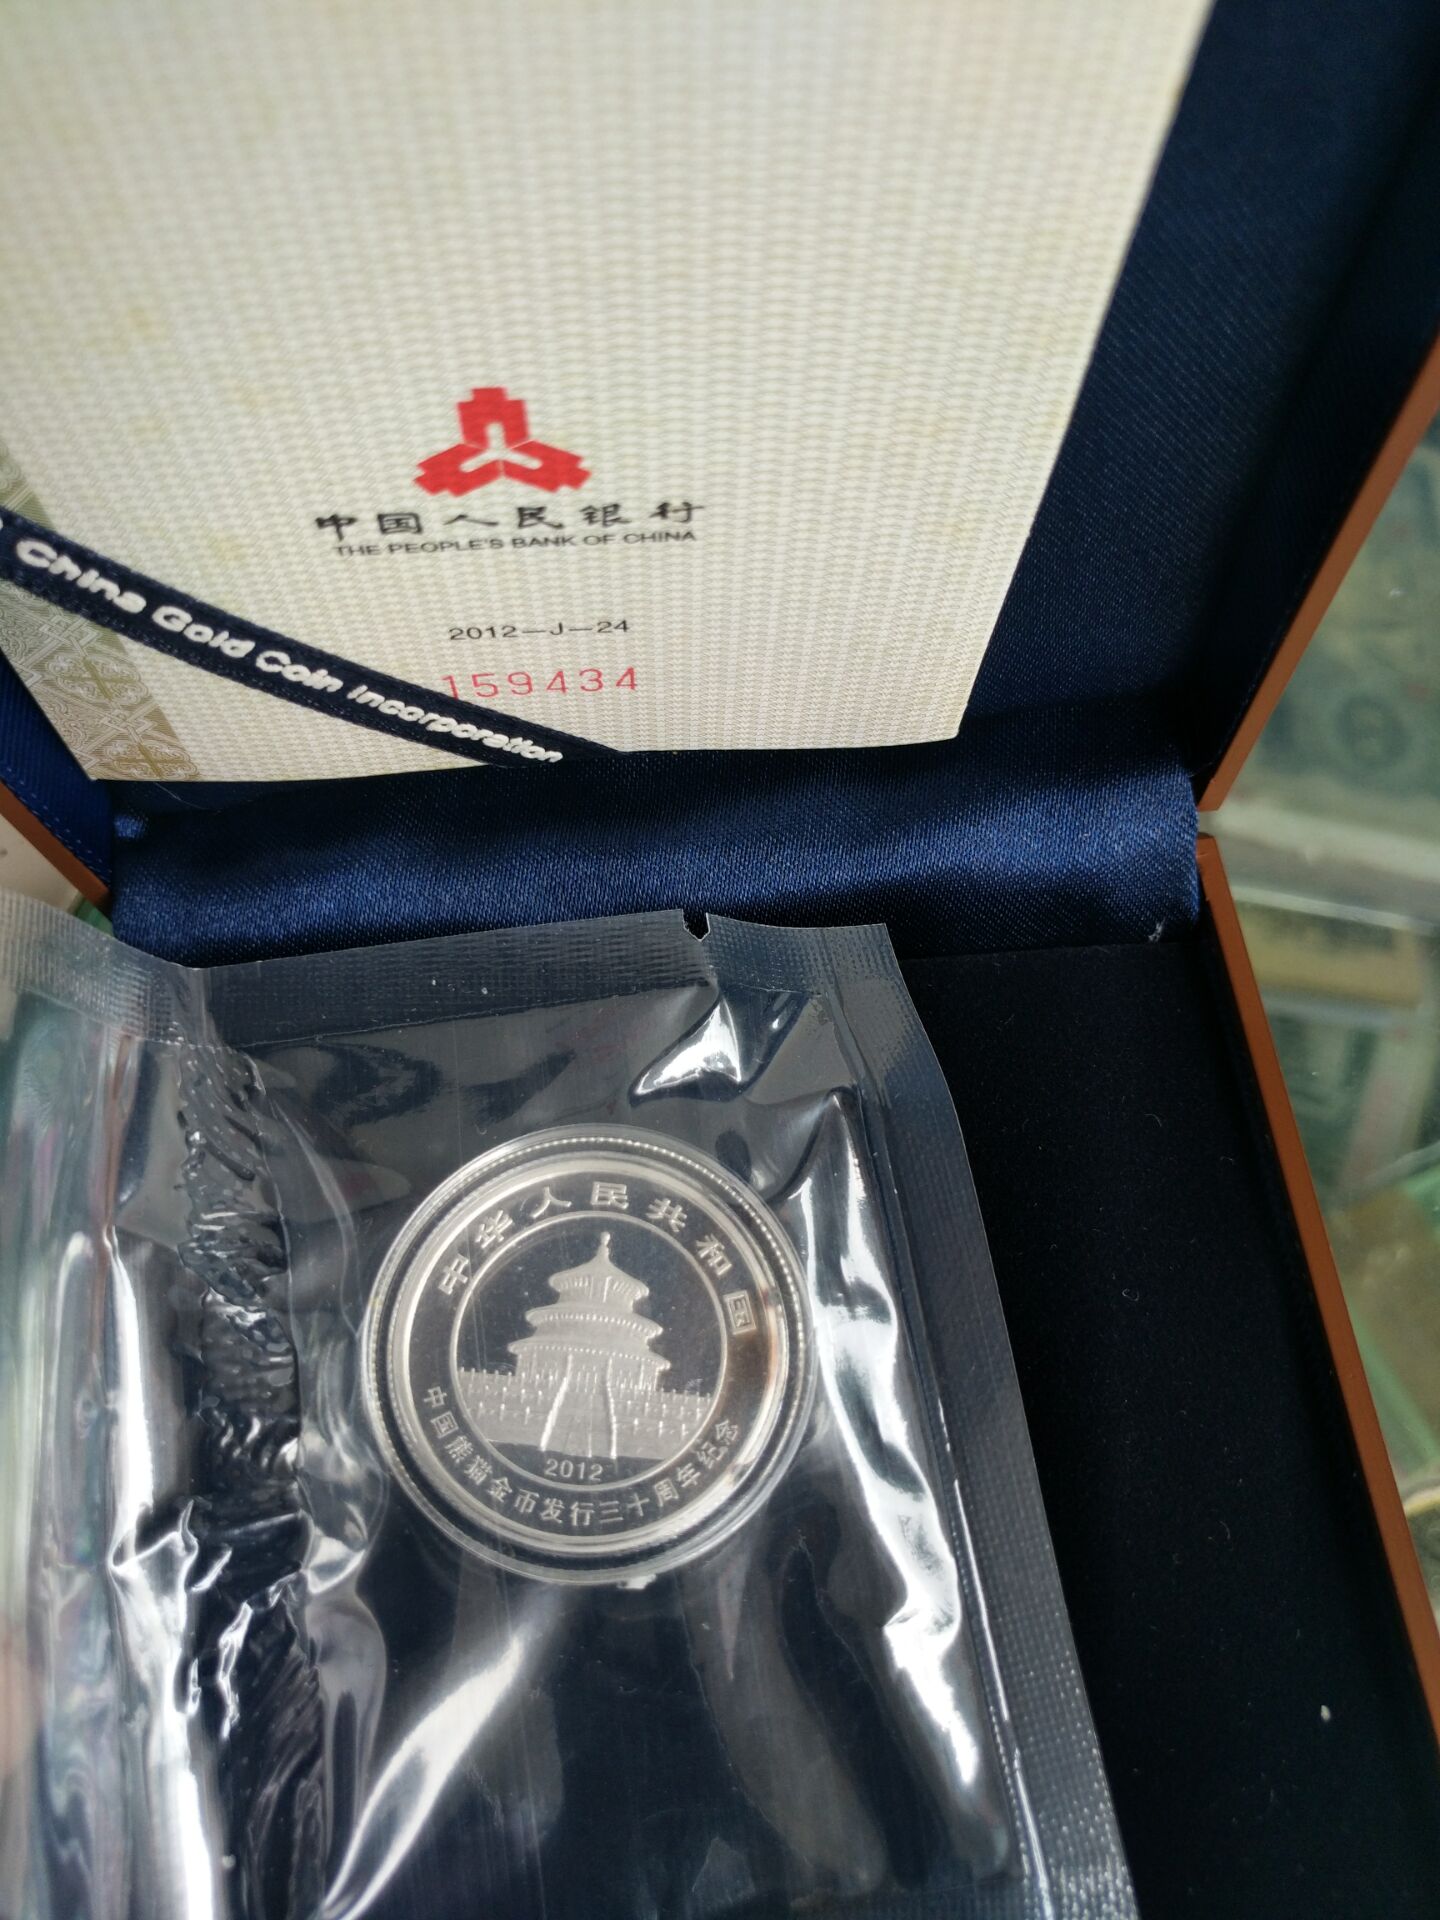 中国人民银行
THE PEOPLE'S BANK OF CHINA
2012-J-24
159434
China Gold Coin Incorporation
中华人民共和国
2012
中国熊猫金币发行三十周年纪念